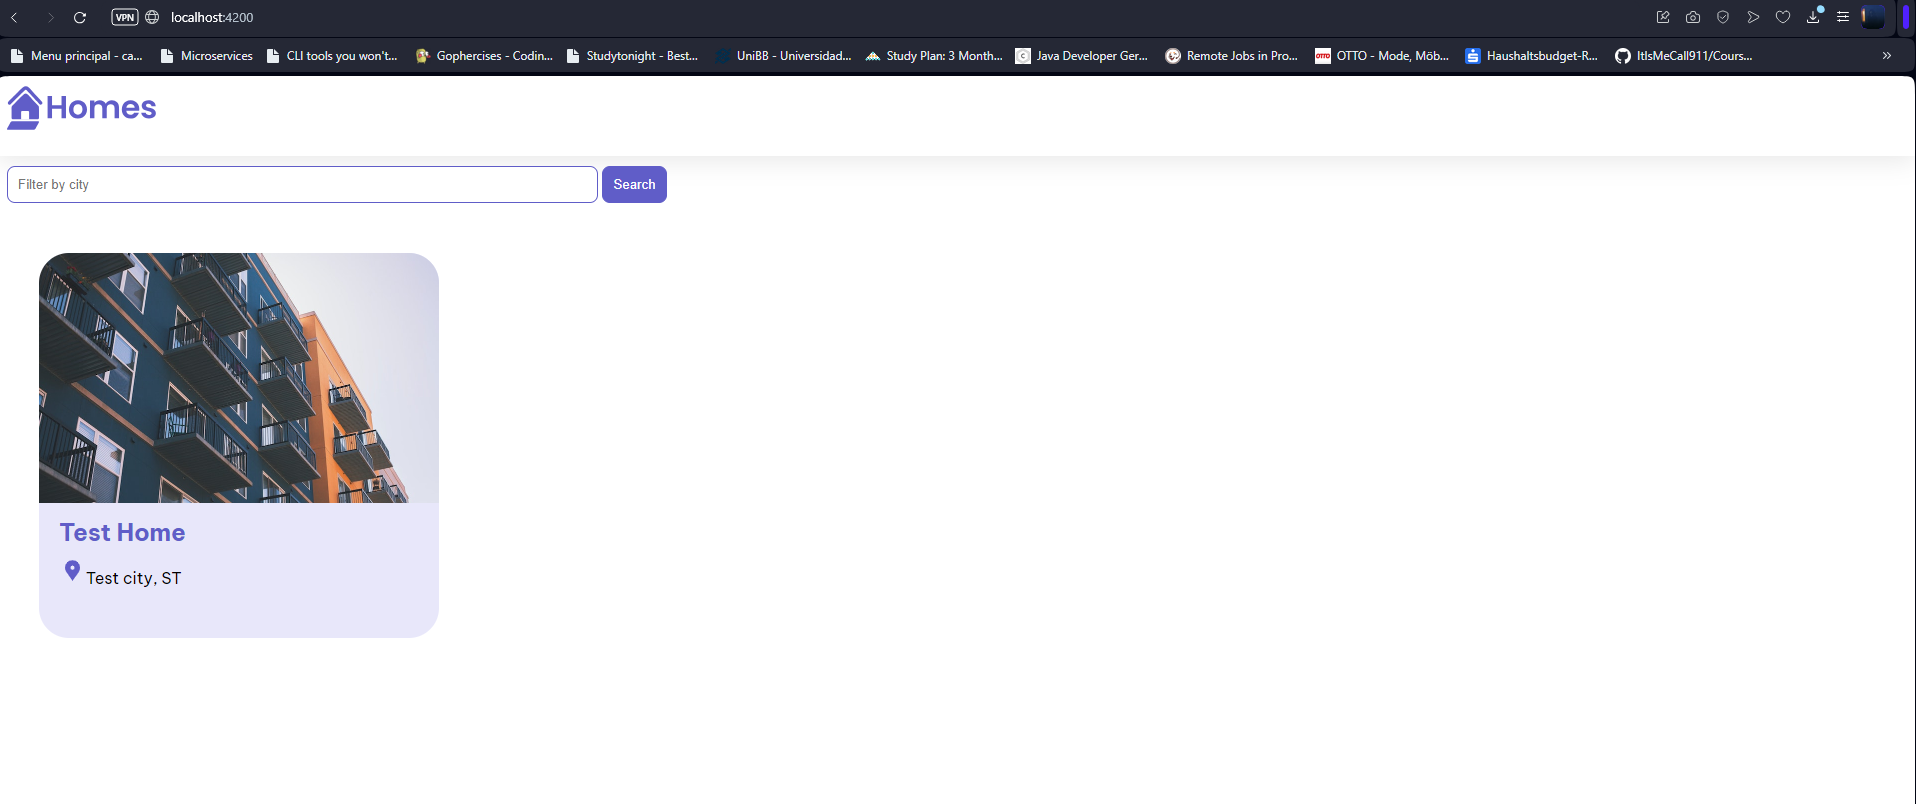 VPN localhost:4200
Menu principal - ca... Microservices CLI tools you won't... Gophercises - Codin... Studytonight - Best... UniBB - Universidad... Study Plan: 3 Month... Java Developer Ger... Remote Jobs in Pro... OTTO - Mode, Möb... Haushaltsbudget-R... ItIsMeCall911/Cours...
Homes
Filter by city Search
Test Home
Test city, ST